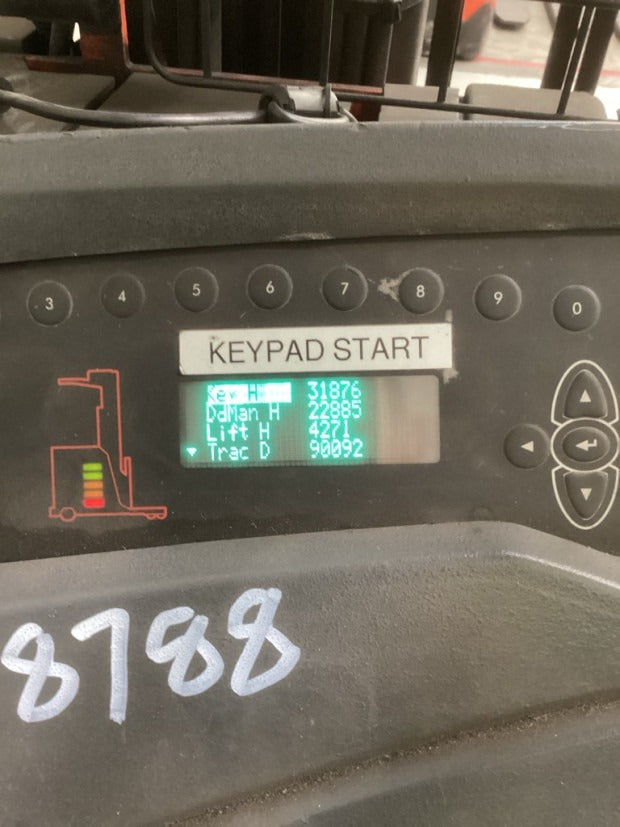 3 4 5 6 7 8 9 0
KEYPAD START
Key H 31876
DdMan H 22885
Lift H 4271
Trac D 90092
8788